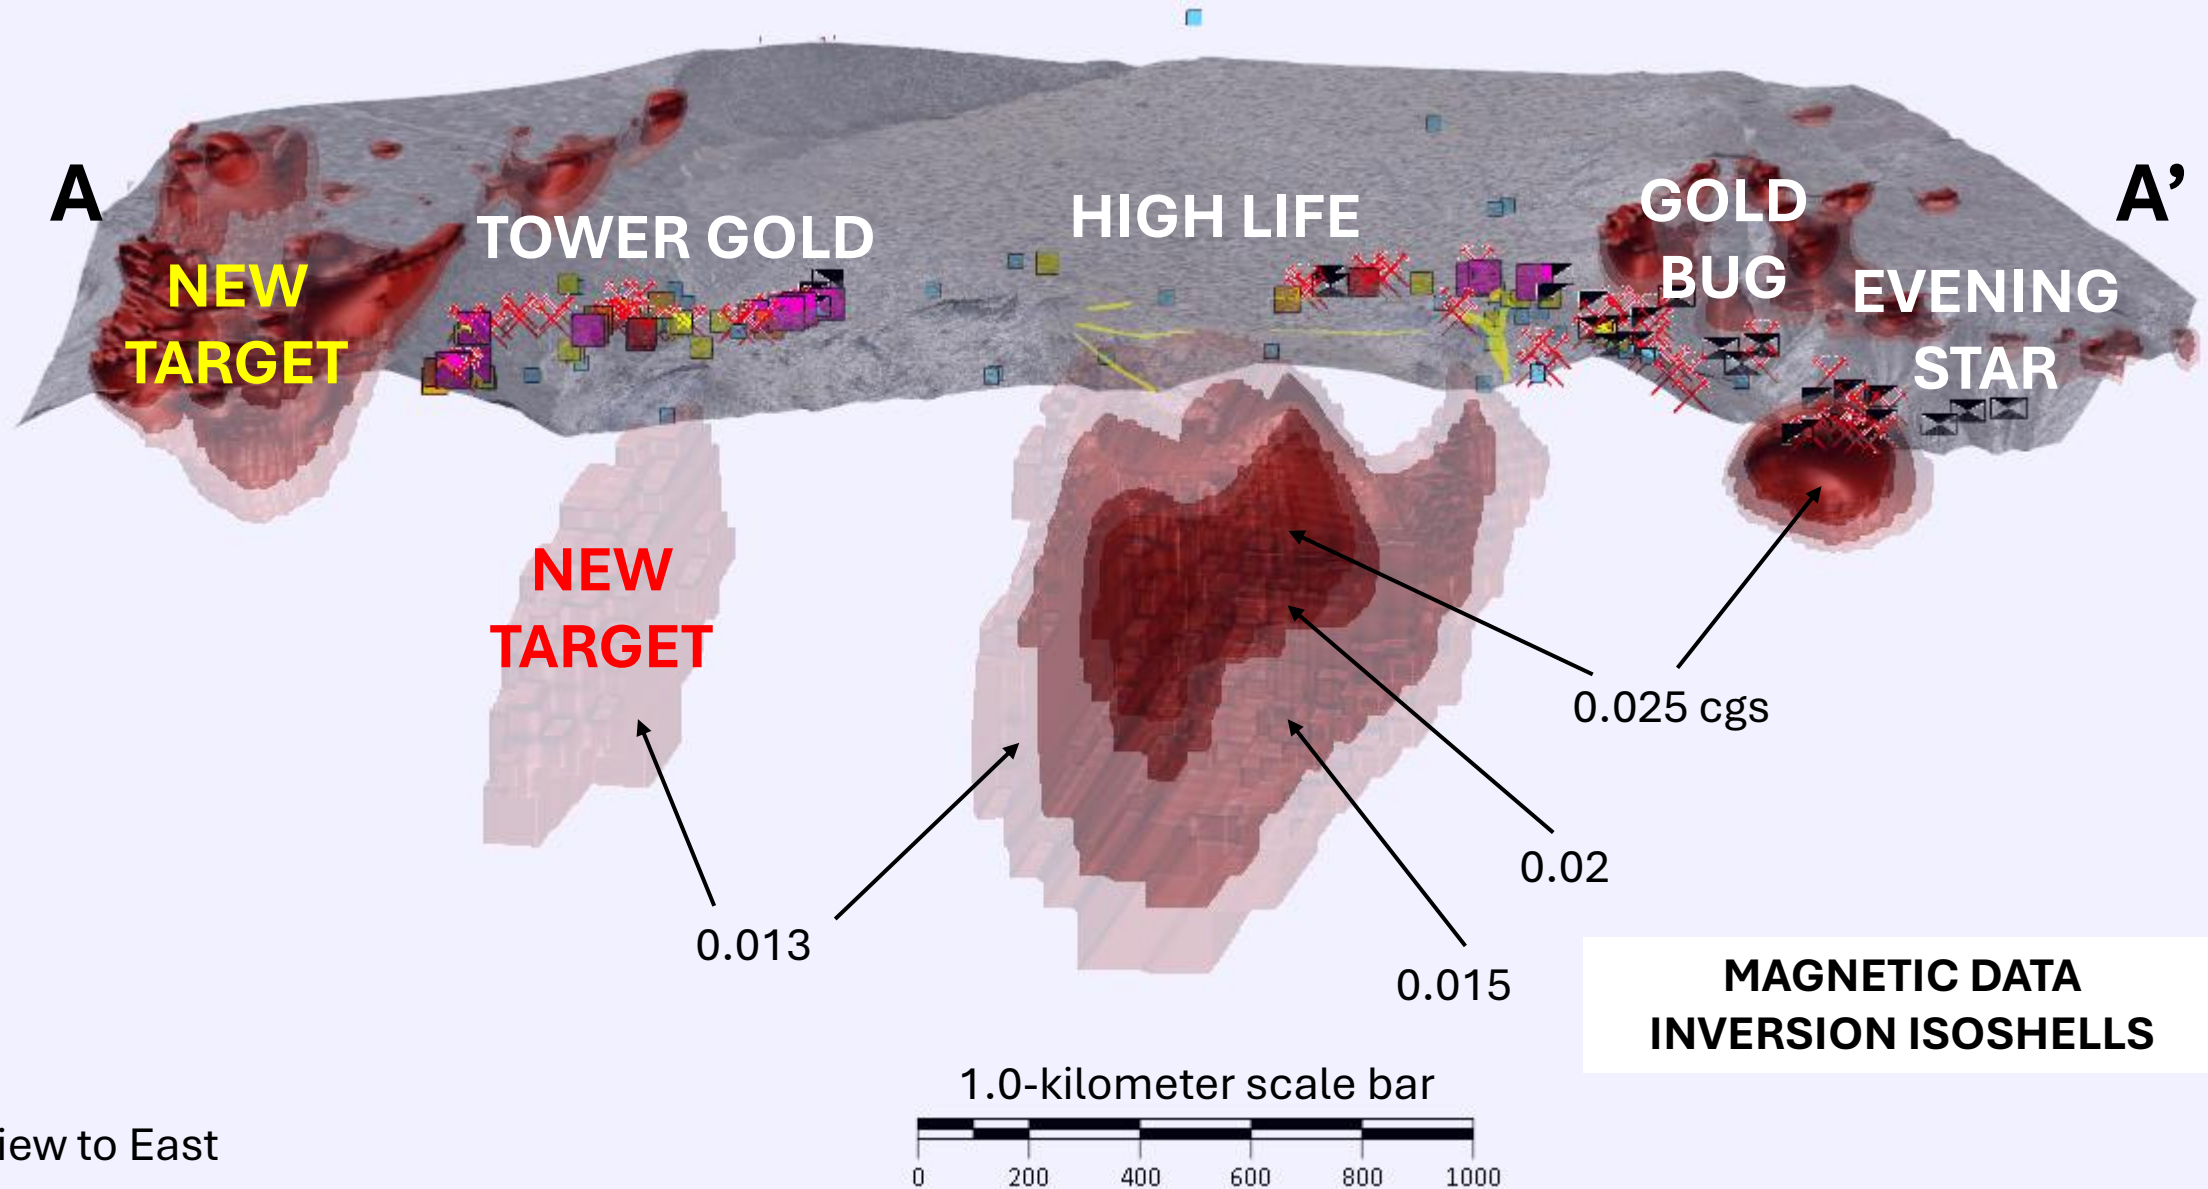 A
A’
NEW
TARGET
TOWER GOLD
HIGH LIFE
GOLD
BUG
EVENING
STAR
NEW
TARGET
0.025 cgs
0.02
0.013
0.015
MAGNETIC DATA
INVERSION ISOSHELLS
1.0-kilometer scale bar
0 200 400 600 800 1000
iew to East